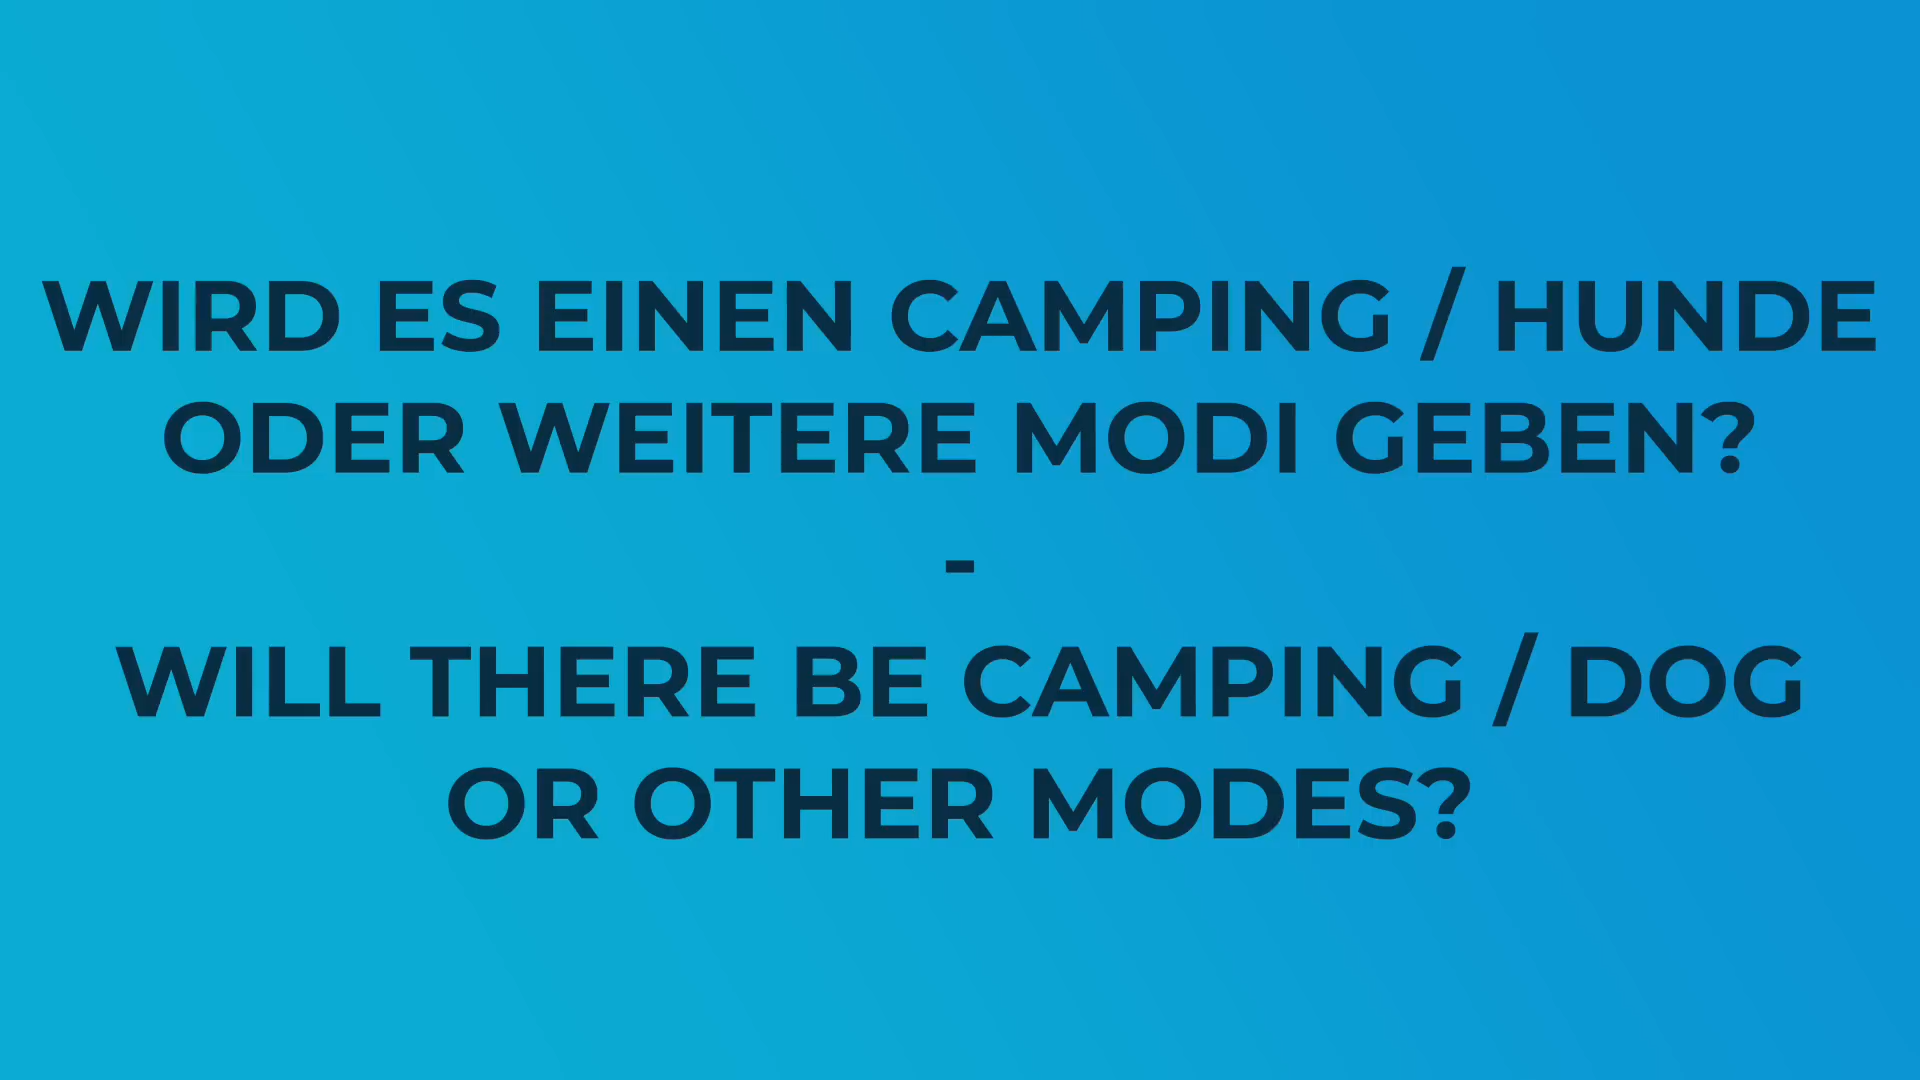 WIRD ES EINEN CAMPING / HUNDE
ODER WEITERE MODI GEBEN?
-
WILL THERE BE CAMPING / DOG
OR OTHER MODES?